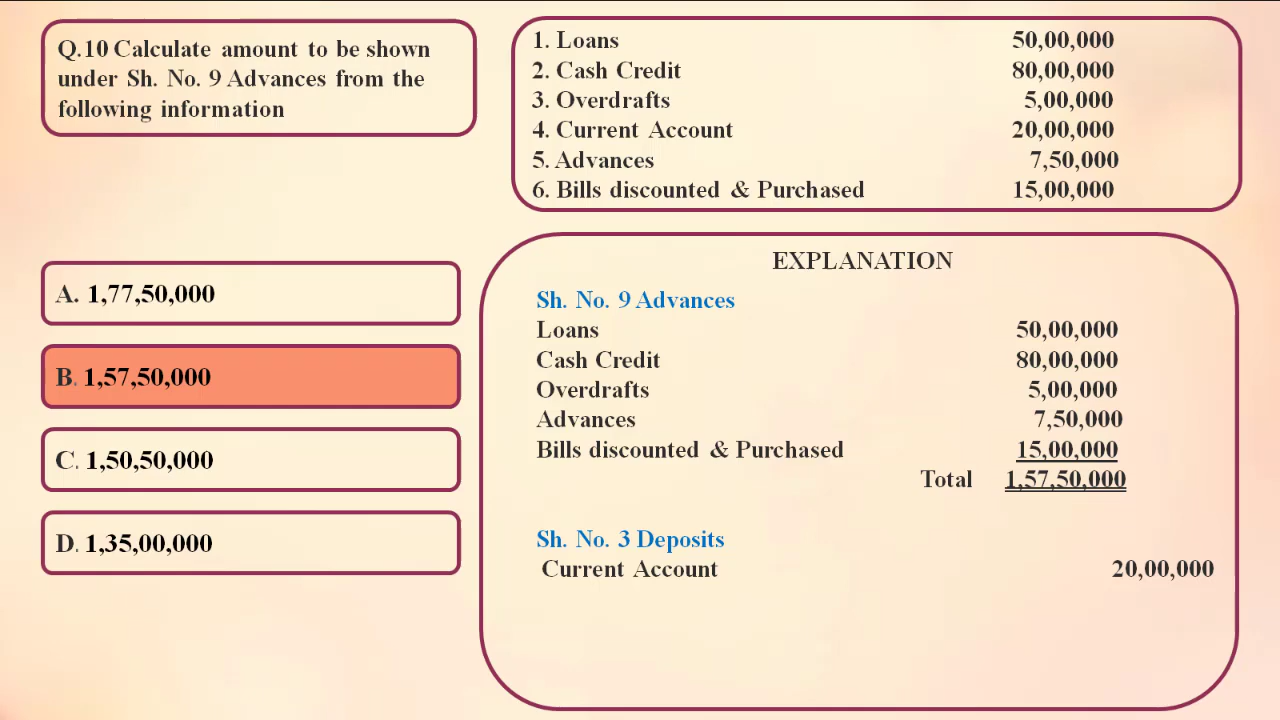 Q.10 Calculate amount to be shown
under Sh. No. 9 Advances from the
following information
1. Loans 50,00,000
2. Cash Credit 80,00,000
3. Overdrafts 5,00,000
4. Current Account 20,00,000
5. Advances 7,50,000
6. Bills discounted & Purchased 15,00,000
A. 1,77,50,000
B. 1,57,50,000
C. 1,50,50,000
D. 1,35,00,000
EXPLANATION
Sh. No. 9 Advances
Loans 50,00,000
Cash Credit 80,00,000
Overdrafts 5,00,000
Advances 7,50,000
Bills discounted & Purchased 15,00,000
Total 1,57,50,000
Sh. No. 3 Deposits
Current Account 20,00,000